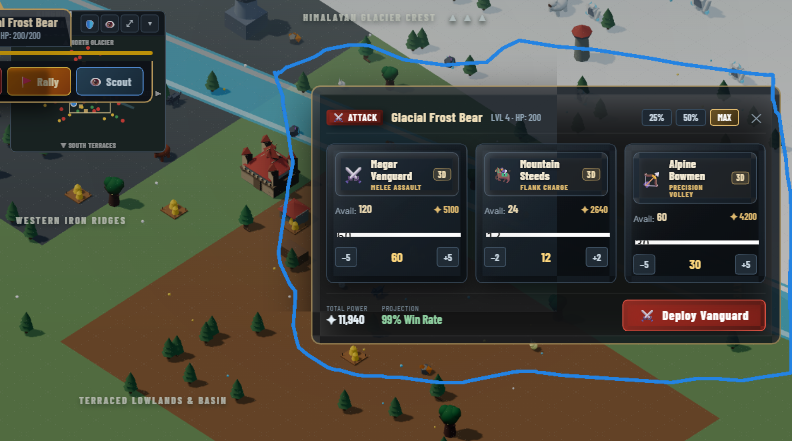 HIMALAYAN GLACIER CREST
al Frost Bear
HP: 200/200
NORTH GLACIER
Rally
Scout
SOUTH TERRACES
WESTERN IRON RIDGES
TERRACED LOWLANDS & BASIN
ATTACK
Glacial Frost Bear
LVL 4 · HP: 200
25%
50%
MAX
Magar
Vanguard
3D
MELEE ASSAULT
Avail: 120
5100
-5
60
+5
Mountain
Steeds
3D
FLANK CHARGE
Avail: 24
2640
-2
12
+2
Alpine
Bowmen
3D
PRECISION
VOLLEY
Avail: 60
4200
-5
30
+5
TOTAL POWER
11,940
PROJECTION
99% Win Rate
Deploy Vanguard